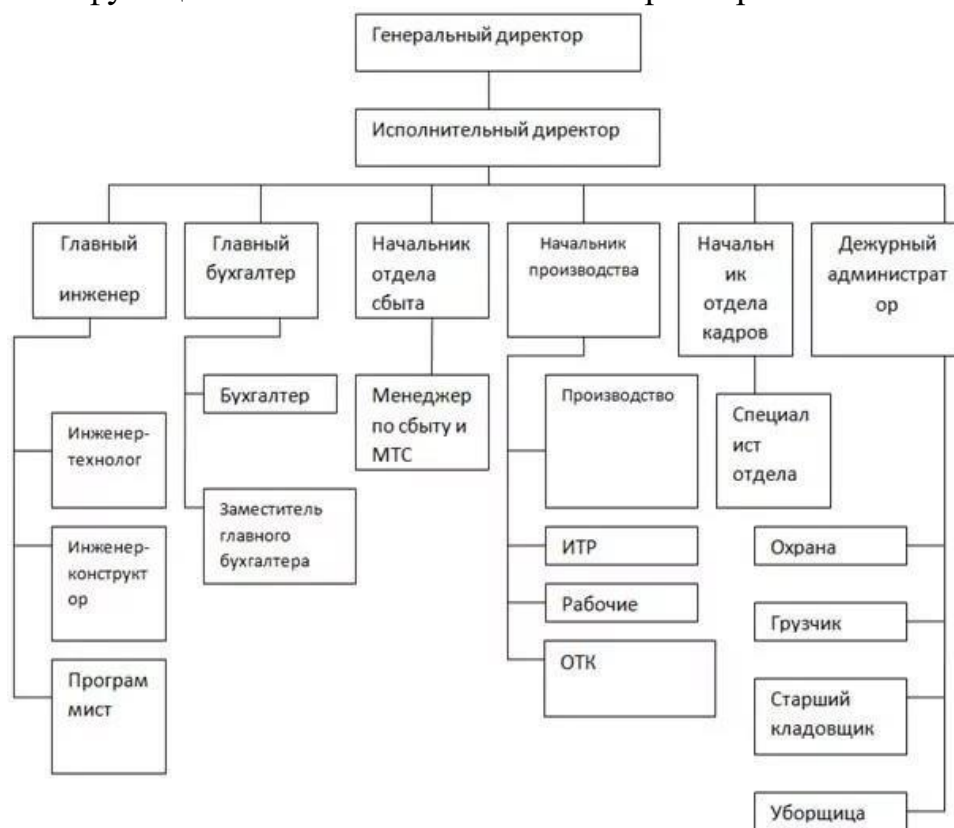 Генеральный директор
Исполнительный директор
Главный
инженер
Главный
бухгалтер
Начальник
отдела
сбыта
Начальник
производства
Начальн
ик
отдела
кадров
Дежурный
администрат
ор
Инженер-
технолог
Инженер-
конструкт
ор
Програм
мист
Бухгалтер
Заместитель
главного
бухгалтера
Менеджер
по сбыту и
МТС
Производство
ИТР
Рабочие
ОТК
Специал
ист
отдела
Охрана
Грузчик
Старший
кладовщик
Уборщица